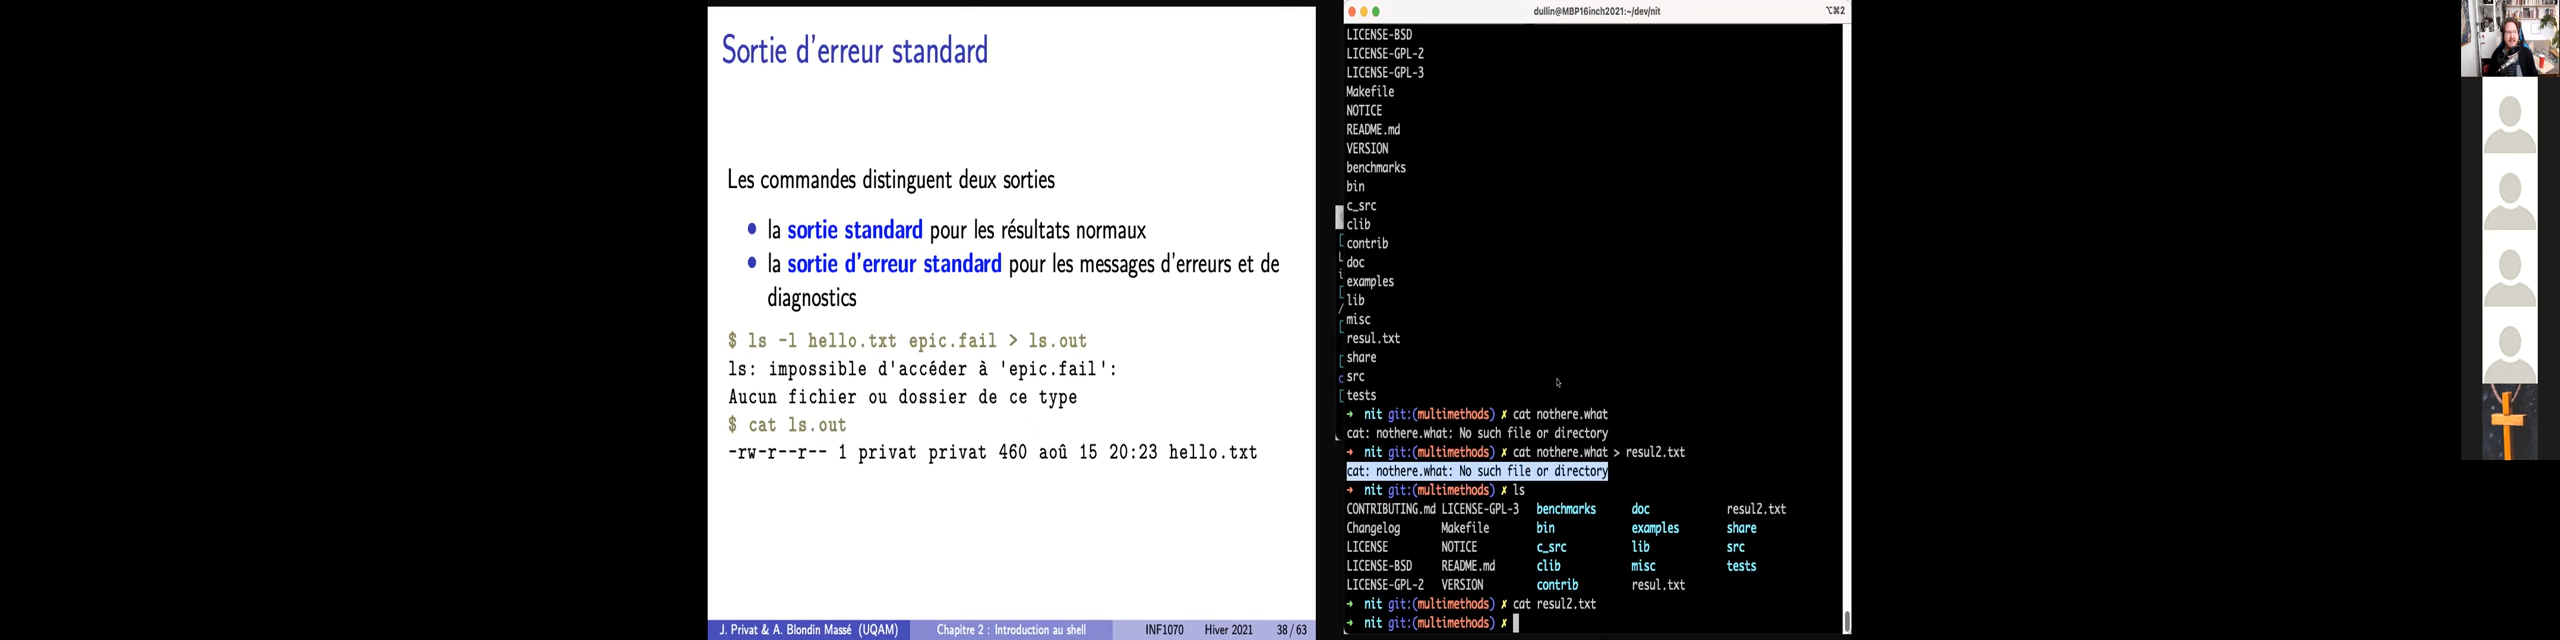 Sortie d'erreur standard
Les commandes distinguent deux sorties
la sortie standard pour les résultats normaux
la sortie d'erreur standard pour les messages d'erreurs et de
diagnostics
$ ls -l hello.txt epic.fail > ls.out
ls: impossible d'accéder à 'epic.fail':
Aucun fichier ou dossier de ce type
$ cat ls.out
-rw-r--r-- 1 privat privat 460 aoû 15 20:23 hello.txt
J. Privat & A. Blondin Massé (UQAM) Chapitre 2 : Introduction au shell INF1070 Hiver 2021 38 / 63
dullin@MBP16inch2021:~/dev/nit ⌥⌘2
LICENSE-BSD
LICENSE-GPL-2
LICENSE-GPL-3
Makefile
NOTICE
README.md
VERSION
benchmarks
bin
c_src
clib
contrib
doc
examples
lib
misc
resul.txt
share
src
tests
→ nit git:(multimethods) ✗ cat nothere.what
cat: nothere.what: No such file or directory
→ nit git:(multimethods) ✗ cat nothere.what > resul2.txt
cat: nothere.what: No such file or directory
→ nit git:(multimethods) ✗ ls
CONTRIBUTING.md LICENSE-GPL-3 benchmarks doc resul2.txt
Changelog Makefile bin examples share
LICENSE NOTICE c_src lib src
LICENSE-BSD README.md clib misc tests
LICENSE-GPL-2 VERSION contrib resul.txt
→ nit git:(multimethods) ✗ cat resul2.txt
→ nit git:(multimethods) ✗